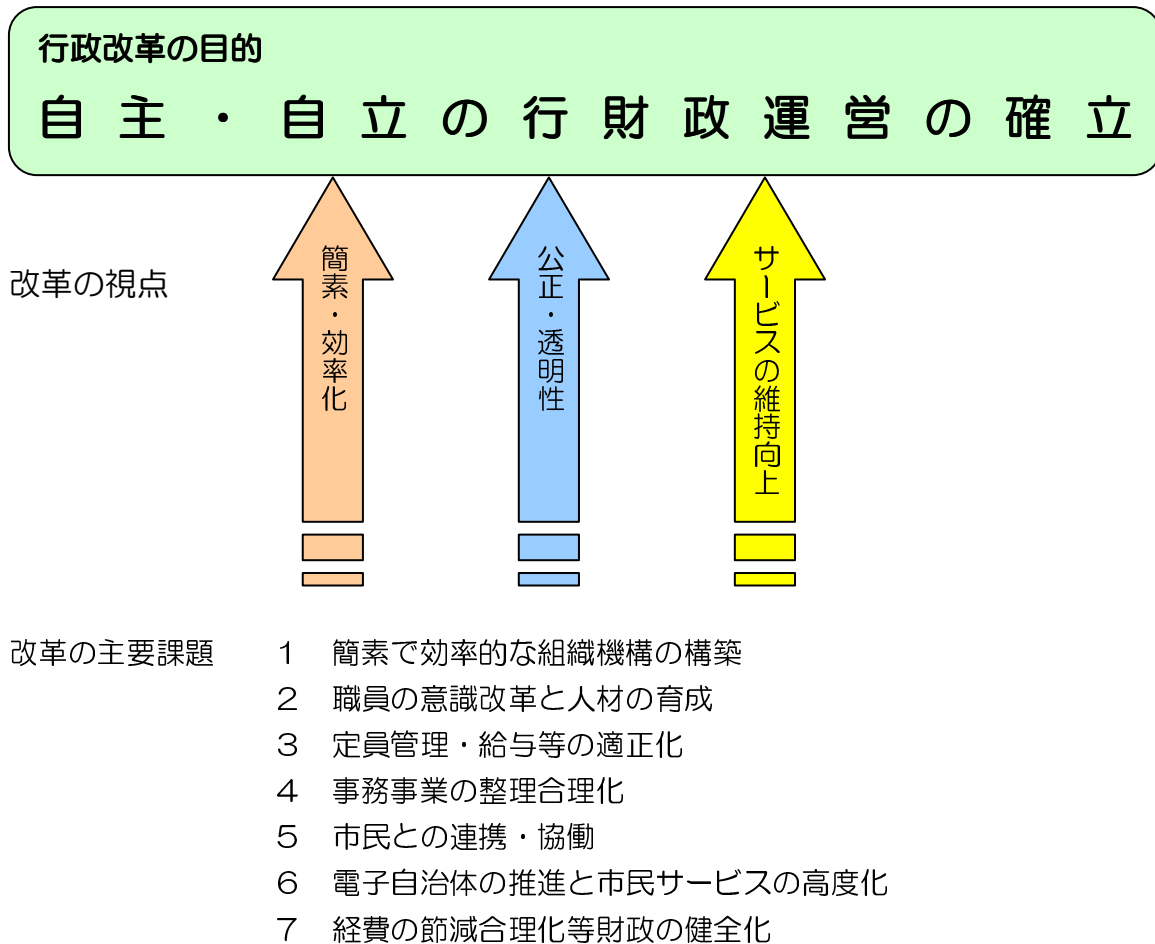 行政改革の目的
自主・自立の行財政運営の確立
改革の視点
簡素・効率化
公正・透明性
サービスの維持向上
改革の主要課題
1 簡素で効率的な組織機構の構築
2 職員の意識改革と人材の育成
3 定員管理・給与等の適正化
4 事務事業の整理合理化
5 市民との連携・協働
6 電子自治体の推進と市民サービスの高度化
7 経費の節減合理化等財政の健全化